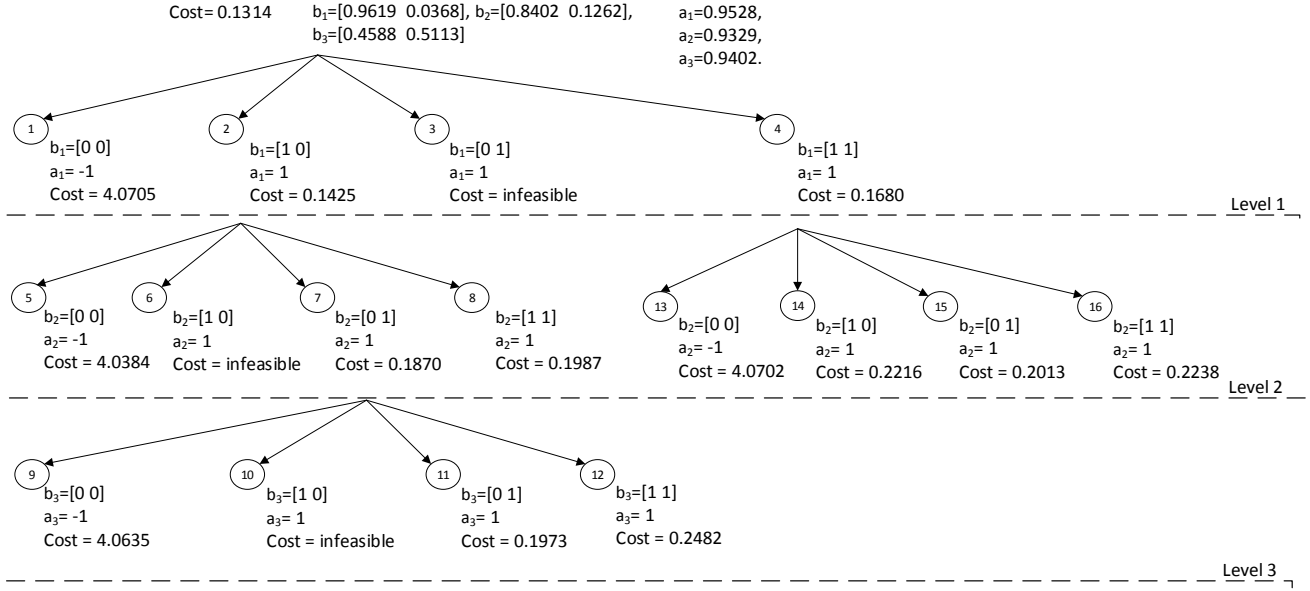 Cost= 0.1314
b₁=[0.9619 0.0368], b₂=[0.8402 0.1262],
b₃=[0.4588 0.5113]
a₁=0.9528,
a₂=0.9329,
a₃=0.9402.
1
b₁=[0 0]
a₁= -1
Cost = 4.0705
2
b₁=[1 0]
a₁= 1
Cost = 0.1425
3
b₁=[0 1]
a₁= 1
Cost = infeasible
4
b₁=[1 1]
a₁= 1
Cost = 0.1680
Level 1
5
b₂=[0 0]
a₂= -1
Cost = 4.0384
6
b₂=[1 0]
a₂= 1
Cost = infeasible
7
b₂=[0 1]
a₂= 1
Cost = 0.1870
8
b₂=[1 1]
a₂= 1
Cost = 0.1987
13
b₂=[0 0]
a₂= -1
Cost = 4.0702
14
b₂=[1 0]
a₂= 1
Cost = 0.2216
15
b₂=[0 1]
a₂= 1
Cost = 0.2013
16
b₂=[1 1]
a₂= 1
Cost = 0.2238
Level 2
9
b₃=[0 0]
a₃= -1
Cost = 4.0635
10
b₃=[1 0]
a₃= 1
Cost = infeasible
11
b₃=[0 1]
a₃= 1
Cost = 0.1973
12
b₃=[1 1]
a₃= 1
Cost = 0.2482
Level 3